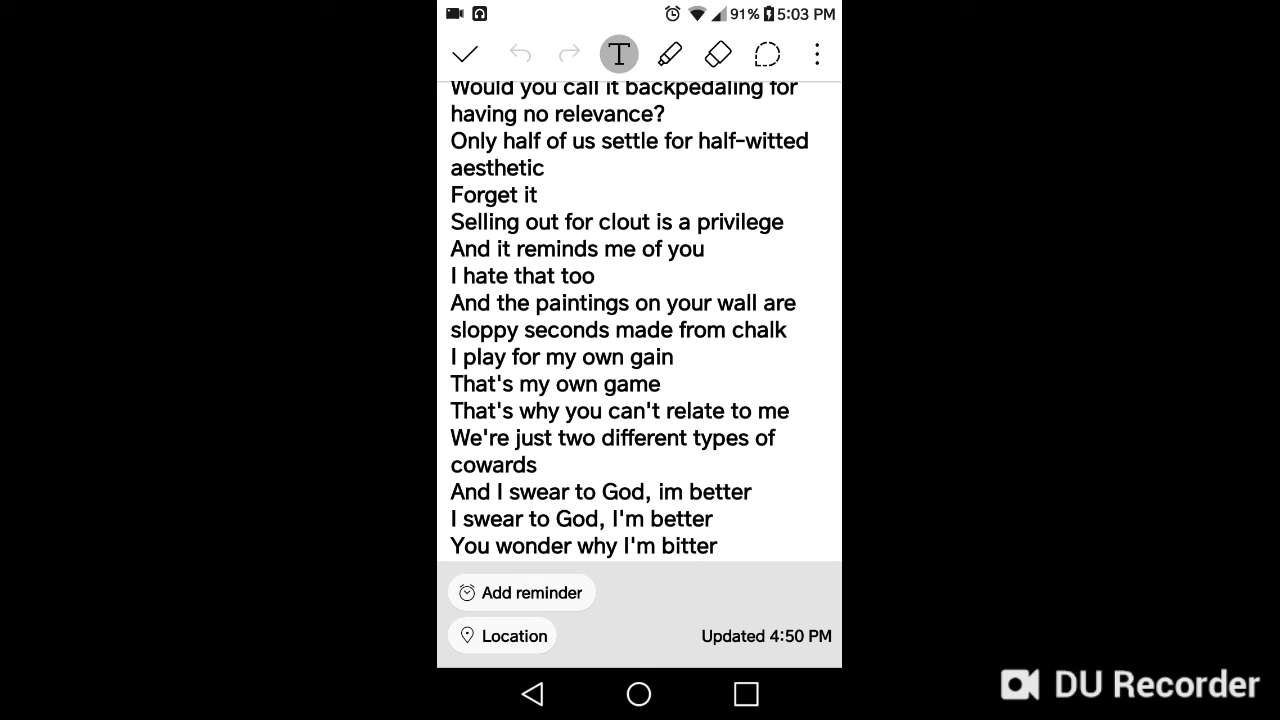 91% 5:03 PM
T
Would you call it backpedaling for
having no relevance?
Only half of us settle for half-witted
aesthetic
Forget it
Selling out for clout is a privilege
And it reminds me of you
I hate that too
And the paintings on your wall are
sloppy seconds made from chalk
I play for my own gain
That's my own game
That's why you can't relate to me
We're just two different types of
cowards
And I swear to God, im better
I swear to God, I'm better
You wonder why I'm bitter
Add reminder
Location
Updated 4:50 PM
DU Recorder